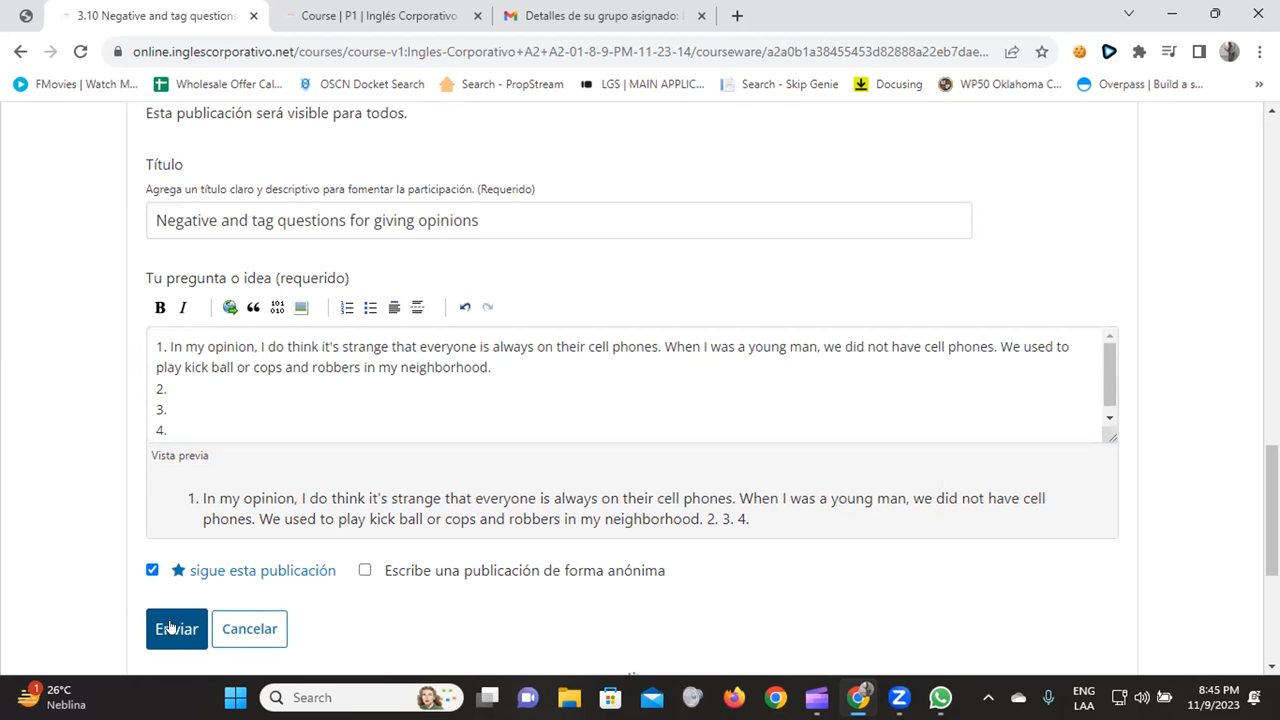 3.10 Negative and tag questions
Course | P1 | Inglés Corporativo
Detalles de su grupo asignado:
online.inglescorporativo.net/courses/course-v1:Ingles-Corporativo+A2+A2-01-8-9-PM-11-23-14/courseware/a2a0b1a38455453d82888a22eb7dae...
FMovies | Watch M...
Wholesale Offer Cal...
OSCN Docket Search
Search - PropStream
LGS | MAIN APPLIC...
Search - Skip Genie
Docusing
WP50 Oklahoma C...
Overpass | Build a s...
»
Esta publicación será visible para todos.
Título
Agrega un título claro y descriptivo para fomentar la participación. (Requerido)
Negative and tag questions for giving opinions
Tu pregunta o idea (requerido)
B I
1. In my opinion, I do think it's strange that everyone is always on their cell phones. When I was a young man, we did not have cell phones. We used to
play kick ball or cops and robbers in my neighborhood.
2.
3.
4.
Vista previa
1. In my opinion, I do think it's strange that everyone is always on their cell phones. When I was a young man, we did not have cell
phones. We used to play kick ball or cops and robbers in my neighborhood. 2. 3. 4.
sigue esta publicación
Escribe una publicación de forma anónima
Enviar
Cancelar
1
26°C
Neblina
Search
ENG
LAA
8:45 PM
11/9/2023